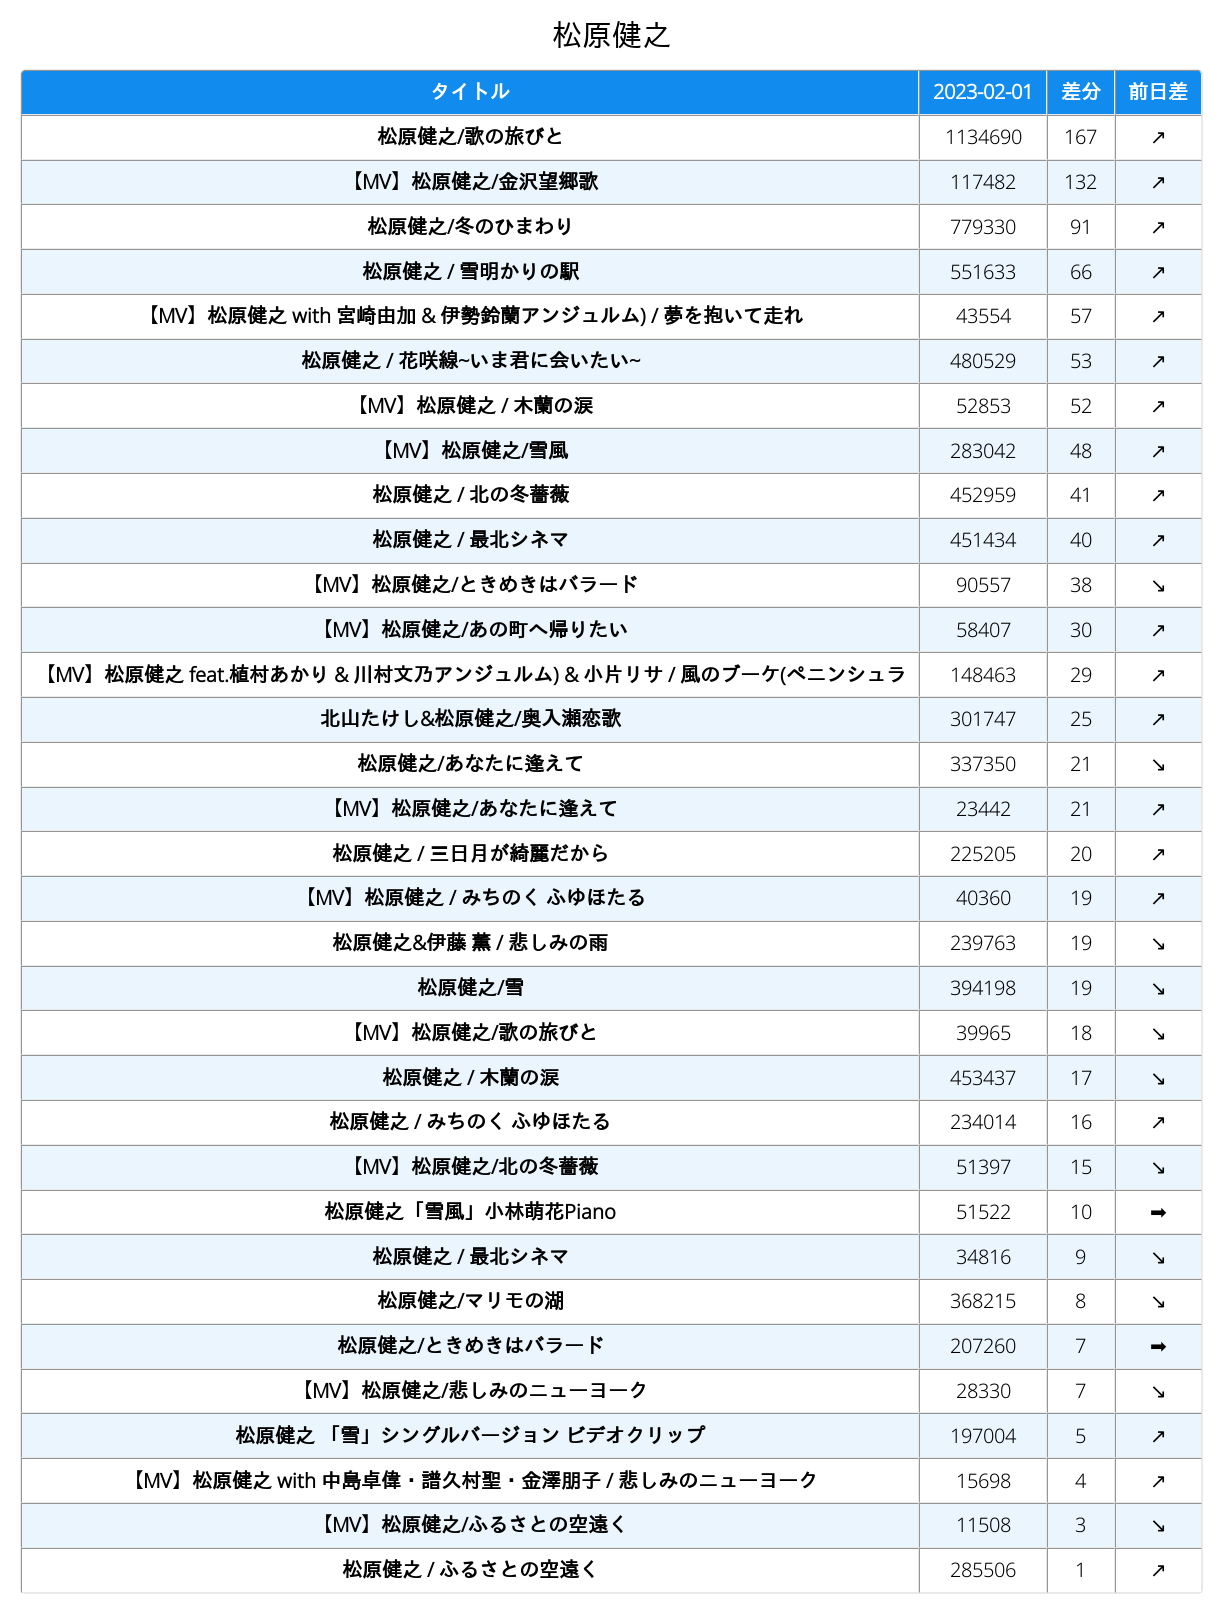 松原健之
タイトル 2023-02-01 差分 前日差
松原健之/歌の旅びと 1134690 167 ↗
【MV】松原健之/金沢望郷歌 117482 132 ↗
松原健之/冬のひまわり 779330 91 ↗
松原健之 / 雪明かりの駅 551633 66 ↗
【MV】松原健之 with 宮崎由加 & 伊勢鈴蘭アンジュルム) / 夢を抱いて走れ 43554 57 ↗
松原健之 / 花咲線~いま君に会いたい~ 480529 53 ↗
【MV】松原健之 / 木蘭の涙 52853 52 ↗
【MV】松原健之/雪風 283042 48 ↗
松原健之 / 北の冬薔薇 452959 41 ↗
松原健之 / 最北シネマ 451434 40 ↗
【MV】松原健之/ときめきはバラード 90557 38 ↘
【MV】松原健之/あの町へ帰りたい 58407 30 ↗
【MV】松原健之 feat.植村あかり & 川村文乃アンジュルム) & 小片リサ / 風のブーケ(ペニンシュラ 148463 29 ↗
北山たけし&松原健之/奥入瀬恋歌 301747 25 ↗
松原健之/あなたに逢えて 337350 21 ↘
【MV】松原健之/あなたに逢えて 23442 21 ↗
松原健之 / 三日月が綺麗だから 225205 20 ↗
【MV】松原健之 / みちのく ふゆほたる 40360 19 ↗
松原健之&伊藤 薫 / 悲しみの雨 239763 19 ↘
松原健之/雪 394198 19 ↘
【MV】松原健之/歌の旅びと 39965 18 ↘
松原健之 / 木蘭の涙 453437 17 ↘
松原健之 / みちのく ふゆほたる 234014 16 ↗
【MV】松原健之/北の冬薔薇 51397 15 ↘
松原健之「雪風」小林萌花Piano 51522 10 ➡
松原健之 / 最北シネマ 34816 9 ↘
松原健之/マリモの湖 368215 8 ↘
松原健之/ときめきはバラード 207260 7 ➡
【MV】松原健之/悲しみのニューヨーク 28330 7 ↘
松原健之 「雪」シングルバージョン ビデオクリップ 197004 5 ↗
【MV】松原健之 with 中島卓偉・譜久村聖・金澤朋子 / 悲しみのニューヨーク 15698 4 ↗
【MV】松原健之/ふるさとの空遠く 11508 3 ↘
松原健之 / ふるさとの空遠く 285506 1 ↗